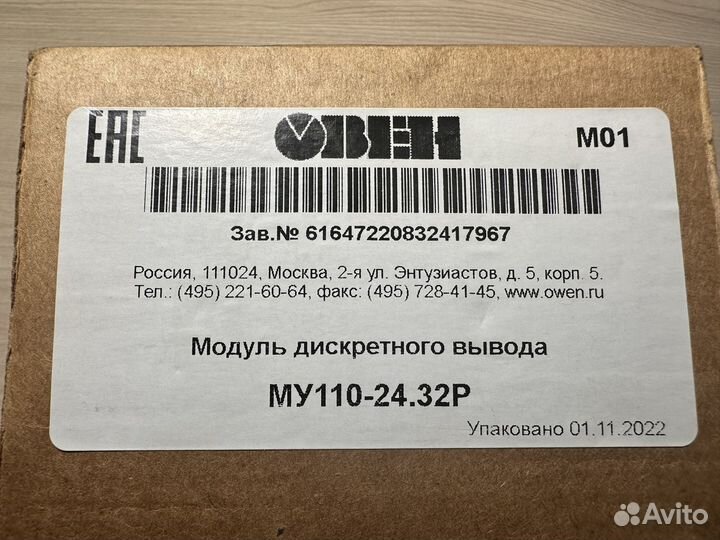 EAC ОВЕН М01
Зав.№ 61647220832417967
Россия, 111024, Москва, 2-я ул. Энтузиастов, д. 5, корп. 5.
Тел.: (495) 221-60-64, факс: (495) 728-41-45, www.owen.ru
Модуль дискретного вывода
МУ110-24.32Р
Упаковано 01.11.2022
Avito